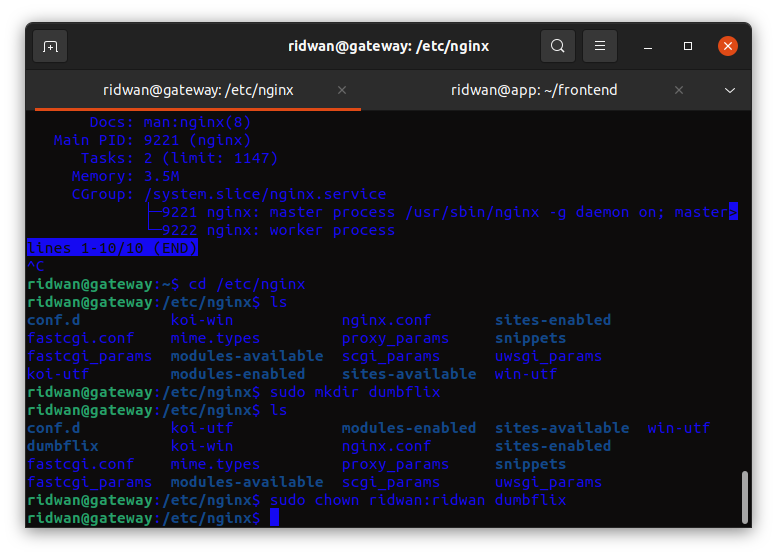 ridwan@gateway: /etc/nginx
ridwan@gateway: /etc/nginx × ridwan@app: ~/frontend ×
Docs: man:nginx(8)
Main PID: 9221 (nginx)
Tasks: 2 (limit: 1147)
Memory: 3.5M
CGroup: /system.slice/nginx.service
├─9221 nginx: master process /usr/sbin/nginx -g daemon on; master>
└─9222 nginx: worker process
lines 1-10/10 (END)
^C
ridwan@gateway:~$ cd /etc/nginx
ridwan@gateway:/etc/nginx$ ls
conf.d koi-win nginx.conf sites-enabled
fastcgi.conf mime.types proxy_params snippets
fastcgi_params modules-available scgi_params uwsgi_params
koi-utf modules-enabled sites-available win-utf
ridwan@gateway:/etc/nginx$ sudo mkdir dumbflix
ridwan@gateway:/etc/nginx$ ls
conf.d koi-utf modules-enabled sites-available win-utf
dumbflix koi-win nginx.conf sites-enabled
fastcgi.conf mime.types proxy_params snippets
fastcgi_params modules-available scgi_params uwsgi_params
ridwan@gateway:/etc/nginx$ sudo chown ridwan:ridwan dumbflix
ridwan@gateway:/etc/nginx$